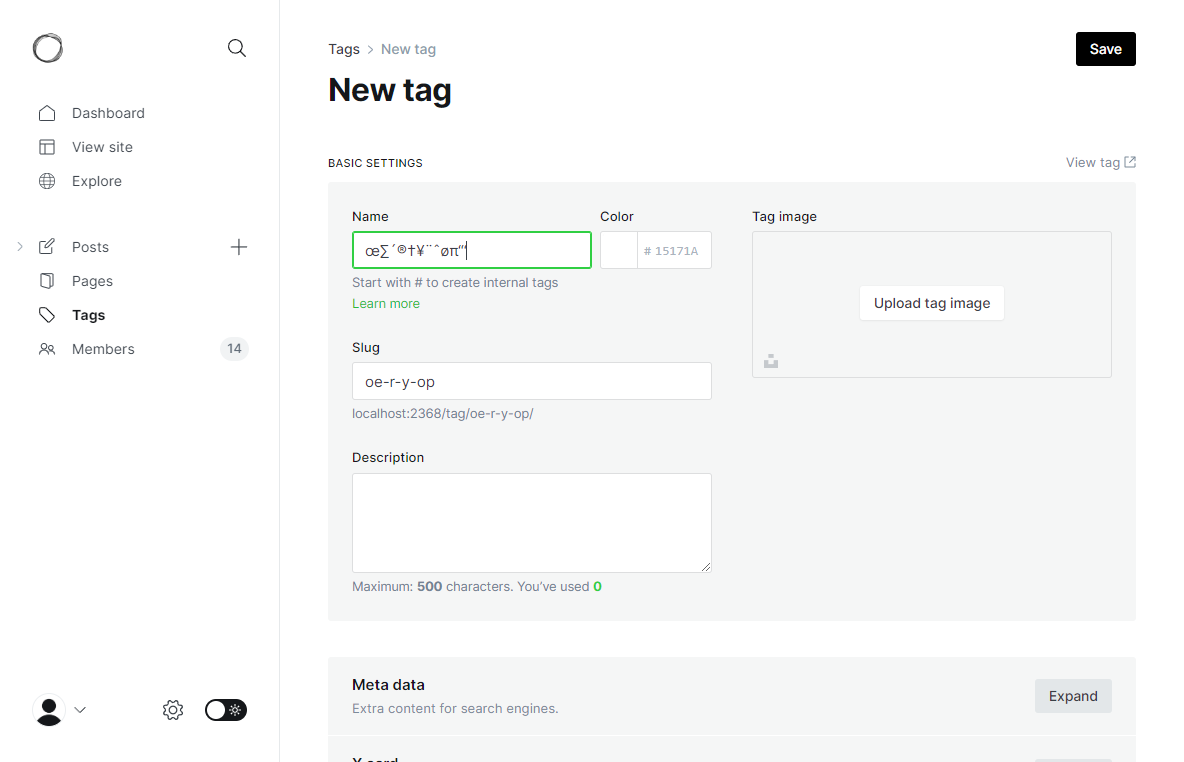 Dashboard
View site
Explore
Posts
Pages
Tags
Members 14
Tags > New tag
Save
New tag
BASIC SETTINGS
View tag
Name
œ∑´®†¥¨ˆøπ“‘
Start with # to create internal tags
Learn more
Color
# 15171A
Slug
oe-r-y-op
localhost:2368/tag/oe-r-y-op/
Description
Maximum: 500 characters. You’ve used 0
Tag image
Upload tag image
Meta data
Extra content for search engines.
Expand
X card